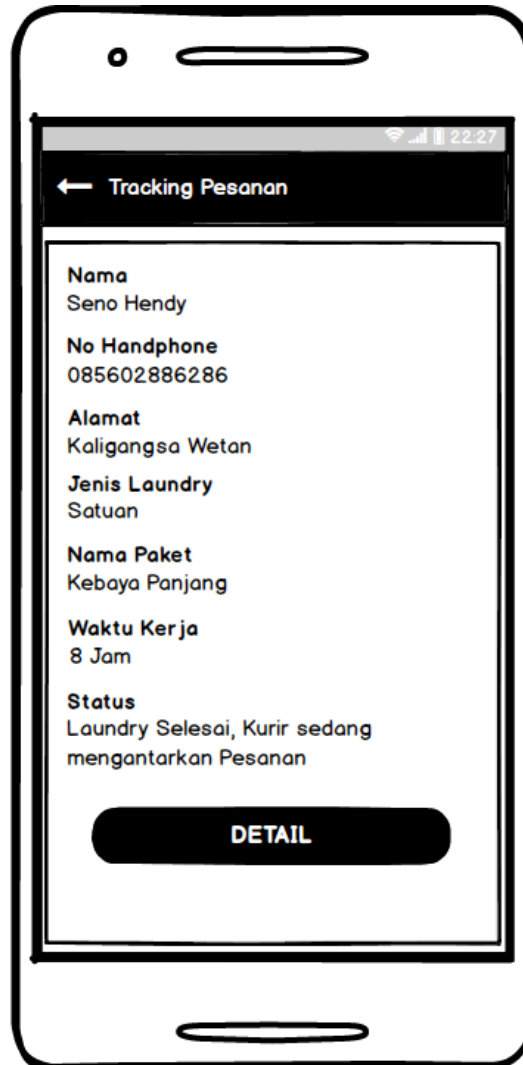 22:27
Tracking Pesanan
Nama
Seno Hendy
No Handphone
085602886286
Alamat
Kaligangsa Wetan
Jenis Laundry
Satuan
Nama Paket
Kebaya Panjang
Waktu Kerja
8 Jam
Status
Laundry Selesai, Kurir sedang
mengantarkan Pesanan
DETAIL